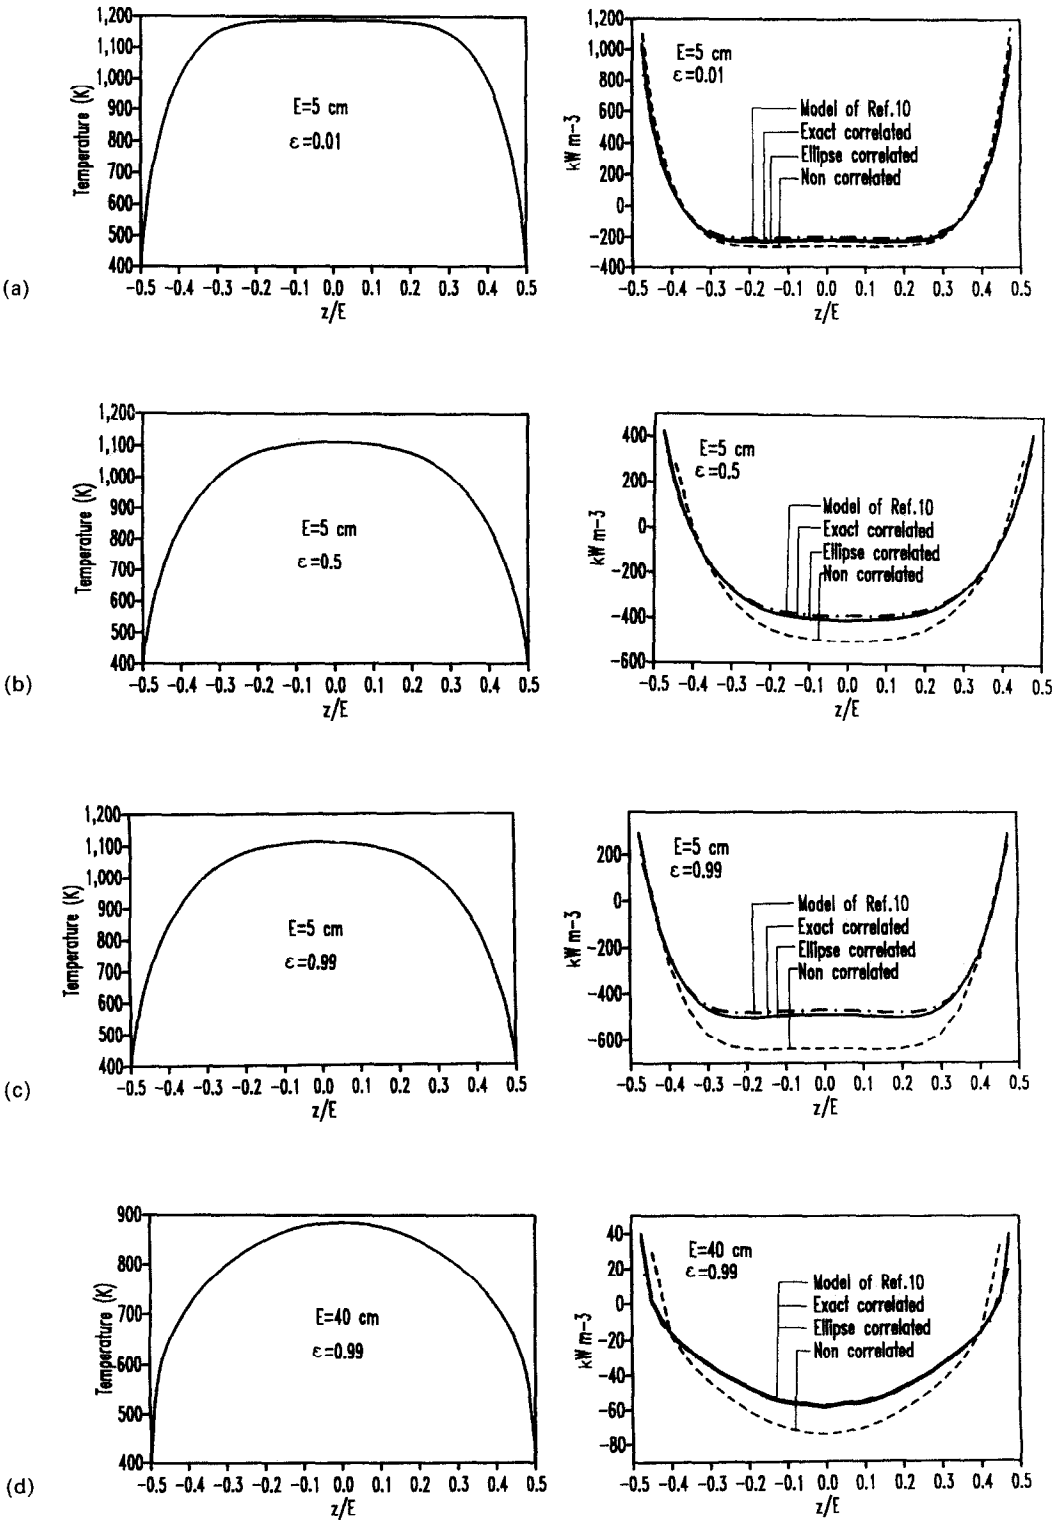 1,200
1,100
1,000
900
800
700
600
500
400
Temperature (K)
E=5 cm
ε=0.01
-0.5 -0.4 -0.3 -0.2 -0.1 0.0 0.1 0.2 0.3 0.4 0.5
z/E
1,200
1,000
800
600
400
200
0
-200
-400
kW m-3
E=5 cm
ε=0.01
Model of Ref.10
Exact correlated
Ellipse correlated
Non correlated
-0.5 -0.4 -0.3 -0.2 -0.1 0.0 0.1 0.2 0.3 0.4 0.5
z/E
(a)
1,200
1,100
1,000
900
800
700
600
500
400
Temperature (K)
E=5 cm
ε=0.5
-0.5 -0.4 -0.3 -0.2 -0.1 0.0 0.1 0.2 0.3 0.4 0.5
z/E
400
200
0
-200
-400
-600
kW m-3
E=5 cm
ε=0.5
Model of Ref.10
Exact correlated
Ellipse correlated
Non correlated
-0.5 -0.4 -0.3 -0.2 -0.1 0.0 0.1 0.2 0.3 0.4 0.5
z/E
(b)
1,200
1,100
1,000
900
800
700
600
500
400
Temperature (K)
E=5 cm
ε=0.99
-0.5 -0.4 -0.3 -0.2 -0.1 0.0 0.1 0.2 0.3 0.4 0.5
z/E
200
0
-200
-400
-600
kW m-3
E=5 cm
ε=0.99
Model of Ref.10
Exact correlated
Ellipse correlated
Non correlated
-0.5 -0.4 -0.3 -0.2 -0.1 0.0 0.1 0.2 0.3 0.4 0.5
z/E
(c)
900
800
700
600
500
400
Temperature (K)
E=40 cm
ε=0.99
-0.5 -0.4 -0.3 -0.2 -0.1 0.0 0.1 0.2 0.3 0.4 0.5
z/E
40
20
0
-20
-40
-60
-80
kW m-3
E=40 cm
ε=0.99
Model of Ref.10
Exact correlated
Ellipse correlated
Non correlated
-0.5 -0.4 -0.3 -0.2 -0.1 0.0 0.1 0.2 0.3 0.4 0.5
z/E
(d)